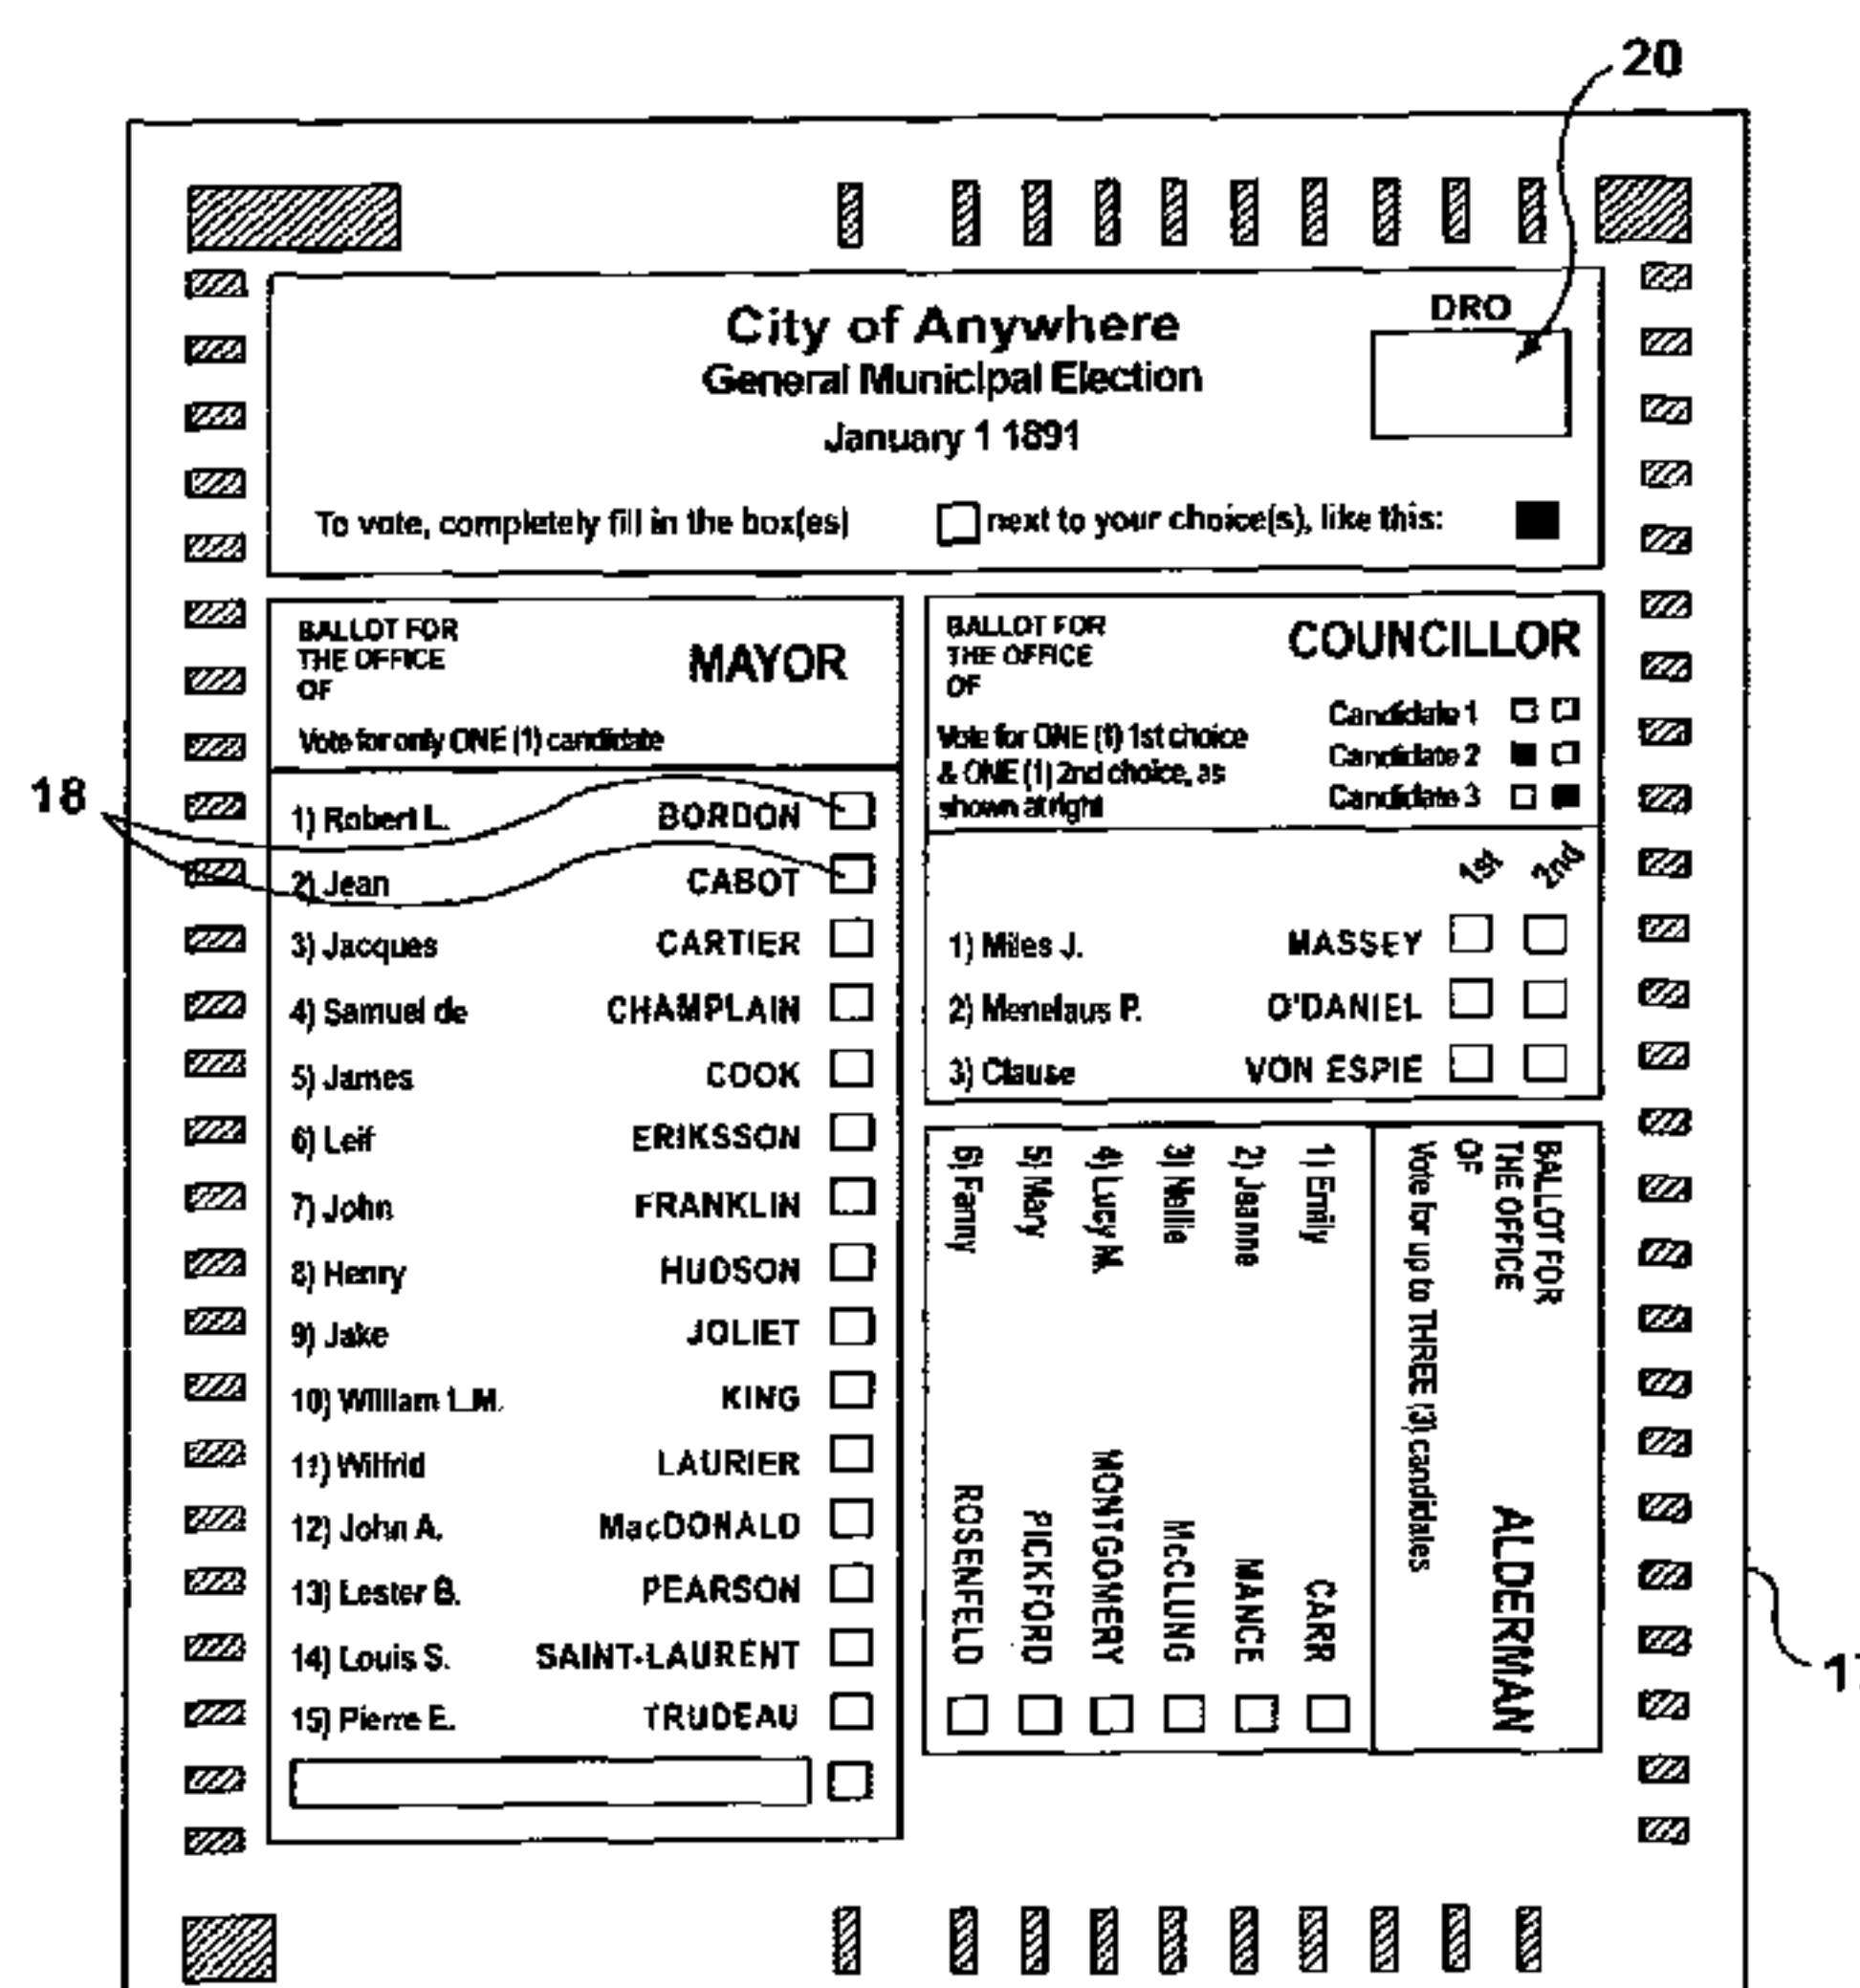 20
City of Anywhere
General Municipal Election
January 1 1891
DRO
To vote, completely fill in the box(es) next to your choice(s), like this:
BALLOT FOR
THE OFFICE
OF
MAYOR
Vote for only ONE (1) candidate
18
1) Robert L. BORDON
2) Jean CABOT
3) Jacques CARTIER
4) Samuel de CHAMPLAIN
5) James COOK
6) Leif ERIKSSON
7) John FRANKLIN
8) Henry HUDSON
9) Jake JOLIET
10) William L.M. KING
11) Wilfrid LAURIER
12) John A. MacDONALD
13) Lester B. PEARSON
14) Louis S. SAINT-LAURENT
15) Pierre E. TRUDEAU
BALLOT FOR
THE OFFICE
OF
COUNCILLOR
Vote for ONE (1) 1st choice
& ONE (1) 2nd choice, as
shown at right
Candidate 1
Candidate 2
Candidate 3
1st 2nd
1) Miles J. MASSEY
2) Menelaus P. O'DANIEL
3) Clause VON ESPIE
BALLOT FOR
THE OFFICE
OF
ALDERMAN
Vote for up to THREE (3) candidates
1) Emily CARR
2) Jeanne MANCE
3) Nellie McCLUNG
4) Lucy M. MONTGOMERY
5) Mary PICKFORD
6) Fanny ROSENFELD